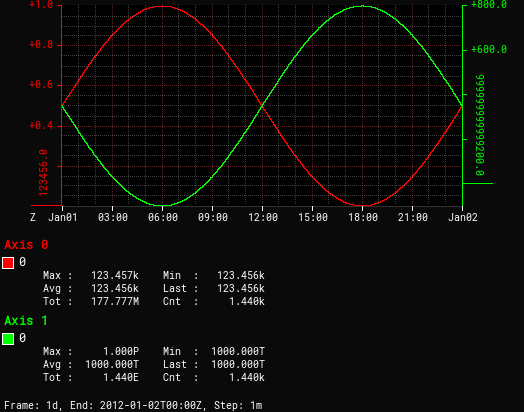 +1.0
+0.8
+0.6
+0.4
123456.0
+800.0
+600.0
Z Jan01 03:00 06:00 09:00 12:00 15:00 18:00 21:00 Jan02
Axis 0
0
Max : 123.457k Min : 123.456k
Avg : 123.456k Last : 123.456k
Tot : 177.777M Cnt : 1.440k
Axis 1
0
Max : 1.000P Min : 1000.000T
Avg : 1000.000T Last : 1000.000T
Tot : 1.440E Cnt : 1.440k
Frame: 1d, End: 2012-01-02T00:00Z, Step: 1m